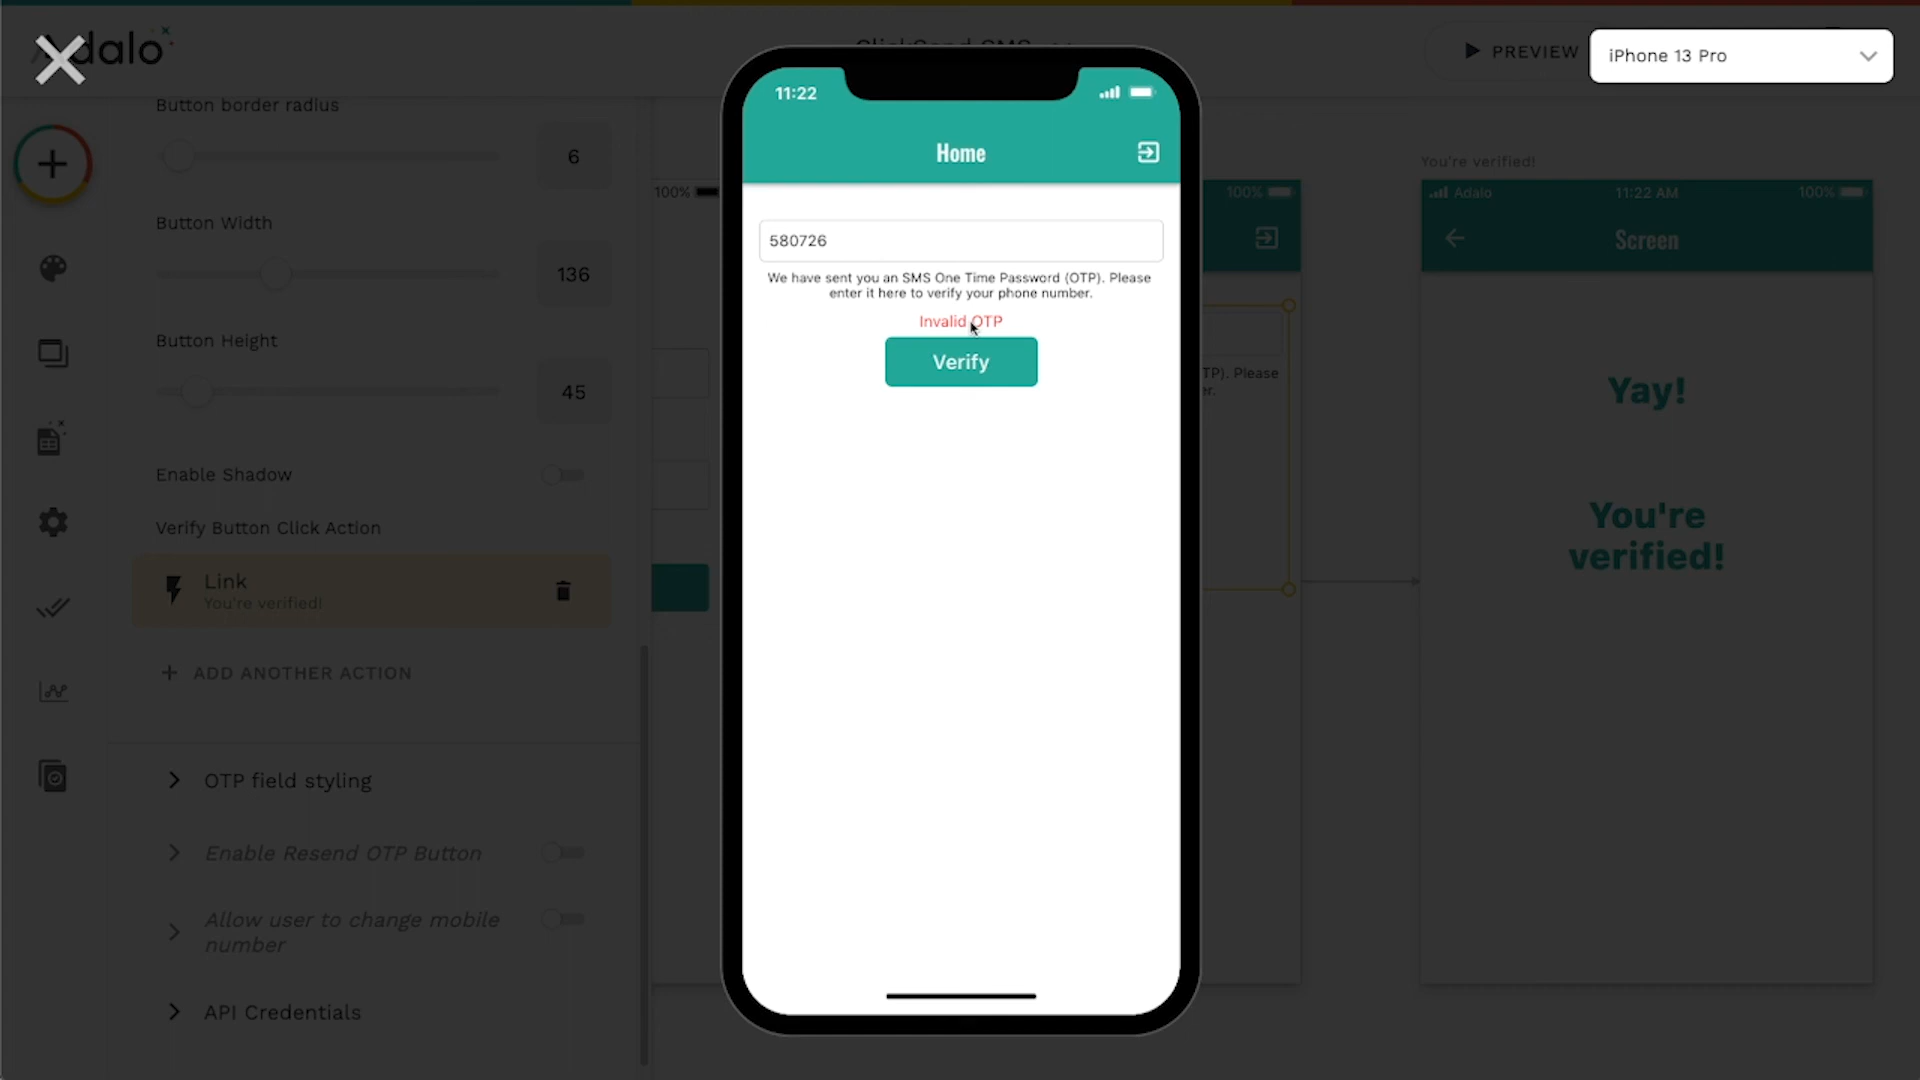 Adalo
ClickSend SMS
PREVIEW
iPhone 13 Pro
Button border radius
6
Button Width
136
Button Height
45
Enable Shadow
Verify Button Click Action
Link
You're verified!
ADD ANOTHER ACTION
OTP field styling
Enable Resend OTP Button
Allow user to change mobile
number
API Credentials
100%
11:22
Home
580726
We have sent you an SMS One Time Password (OTP). Please
enter it here to verify your phone number.
Invalid OTP
Verify
100%
TP). Please
er.
You're verified!
Adalo
11:22 AM
100%
Screen
Yay!
You're
verified!